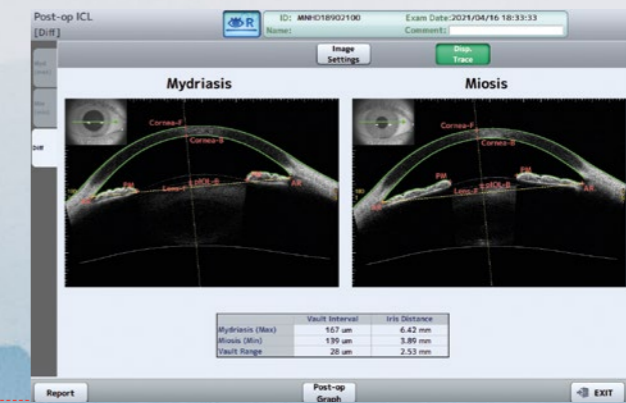 Post-op ICL
[Diff]
R
ID: MNHO18902100
Exam Date:2021/04/16 18:33:33
Name:
Comment:
Image
Settings
Disp.
Trace
Diff
Mydriasis
Miosis
Cornea-F
Cornea-B
PM
AR
Lens-F
Cornea-F
Cornea-B
PM
PM
AR
AR
Lens-F
Vault Interval Iris Distance
Mydriasis (Max) 167 um 6.42 mm
Miosis (Min) 139 um 3.89 mm
Vault Range 28 um 2.53 mm
Report
Post-op
Graph
EXIT